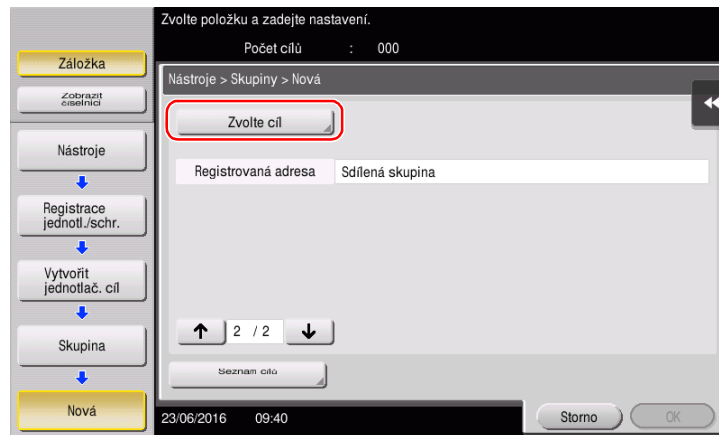 Zvolte položku a zadejte nastavení.
Počet cílů : 000
Záložka
Zobrazit
číselníci
Nástroje
Registrace
jednotl./schr.
Vytvořit
jednotlač. cíl
Skupina
Nová
Nástroje > Skupiny > Nová
Zvolte cíl
Registrovaná adresa Sdílená skupina
2 / 2
Seznam cílů
23/06/2016 09:40
Storno
OK